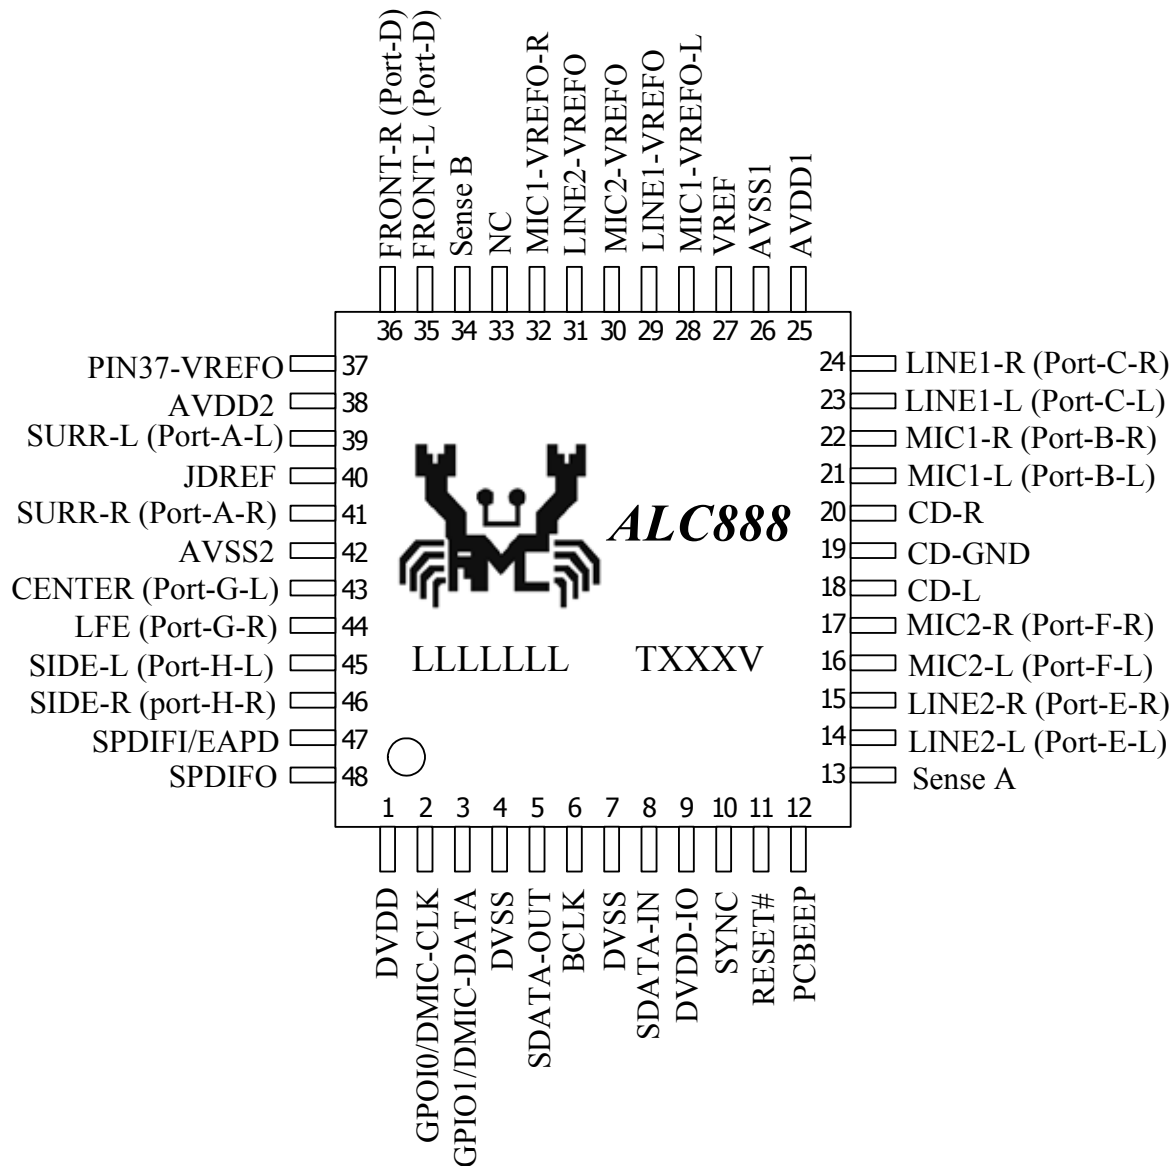 FRONT-R (Port-D)
FRONT-L (Port-D)
Sense B
NC
MIC1-VREFO-R
LINE2-VREFO
MIC2-VREFO
LINE1-VREFO
MIC1-VREFO-L
VREF
AVSS1
AVDD1
36 35 34 33 32 31 30 29 28 27 26 25
PIN37-VREFO 37
AVDD2 38
SURR-L (Port-A-L) 39
JDREF 40
SURR-R (Port-A-R) 41
AVSS2 42
CENTER (Port-G-L) 43
LFE (Port-G-R) 44
SIDE-L (Port-H-L) 45
SIDE-R (port-H-R) 46
SPDIFI/EAPD 47
SPDIFO 48
ALC888
LLLLLLL TXXXV
24 LINE1-R (Port-C-R)
23 LINE1-L (Port-C-L)
22 MIC1-R (Port-B-R)
21 MIC1-L (Port-B-L)
20 CD-R
19 CD-GND
18 CD-L
17 MIC2-R (Port-F-R)
16 MIC2-L (Port-F-L)
15 LINE2-R (Port-E-R)
14 LINE2-L (Port-E-L)
13 Sense A
1 2 3 4 5 6 7 8 9 10 11 12
DVDD
GPOI0/DMIC-CLK
GPIO1/DMIC-DATA
DVSS
SDATA-OUT
BCLK
DVSS
SDATA-IN
DVDD-IO
SYNC
RESET#
PCBEEP